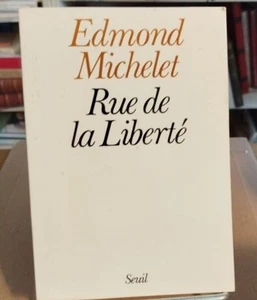 Edmond
Michelet
Rue de
la Liberté
Seuil